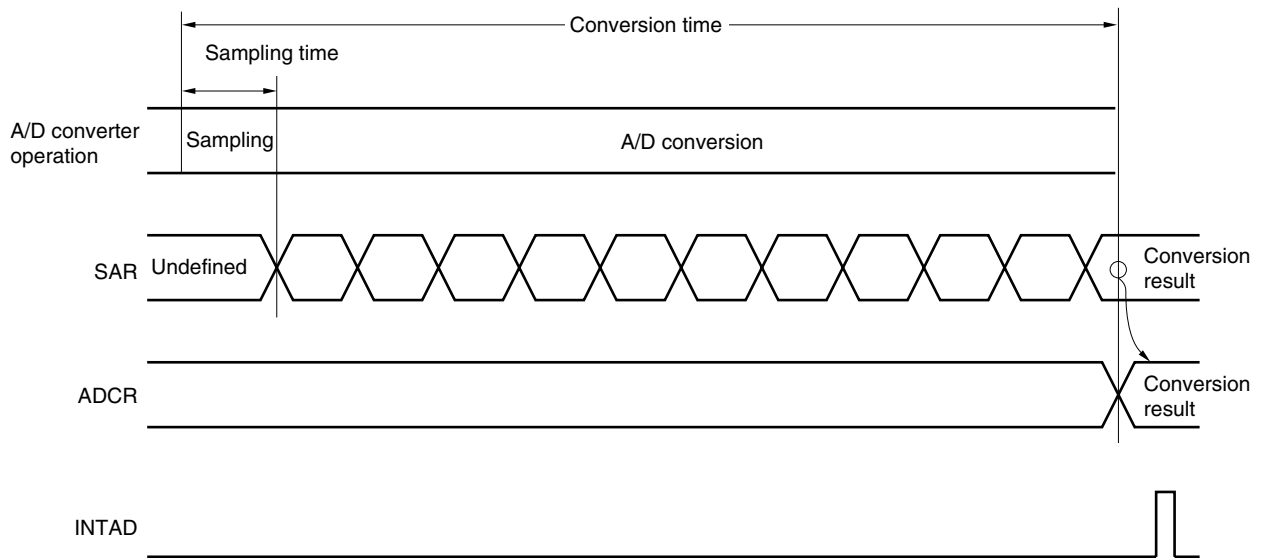 Conversion time
Sampling time
A/D converter
operation
Sampling
A/D conversion
SAR
Undefined
Conversion
result
ADCR
Conversion
result
INTAD